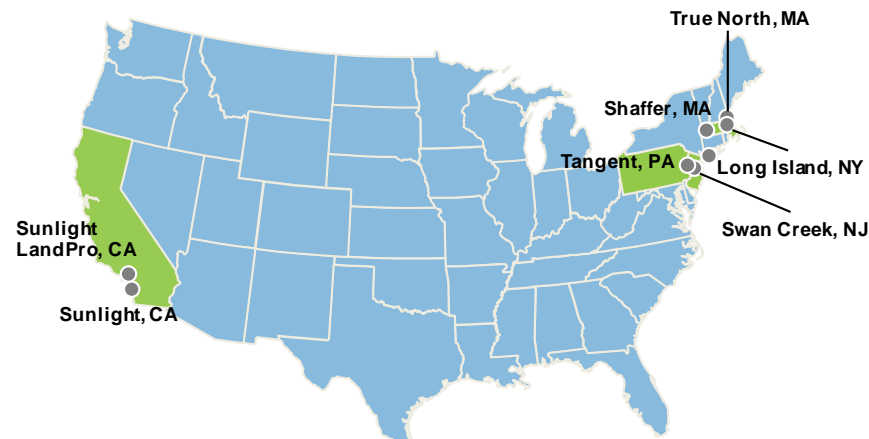 True North, MA
Shaffer, MA
Tangent, PA
Long Island, NY
Swan Creek, NJ
Sunlight
LandPro, CA
Sunlight, CA